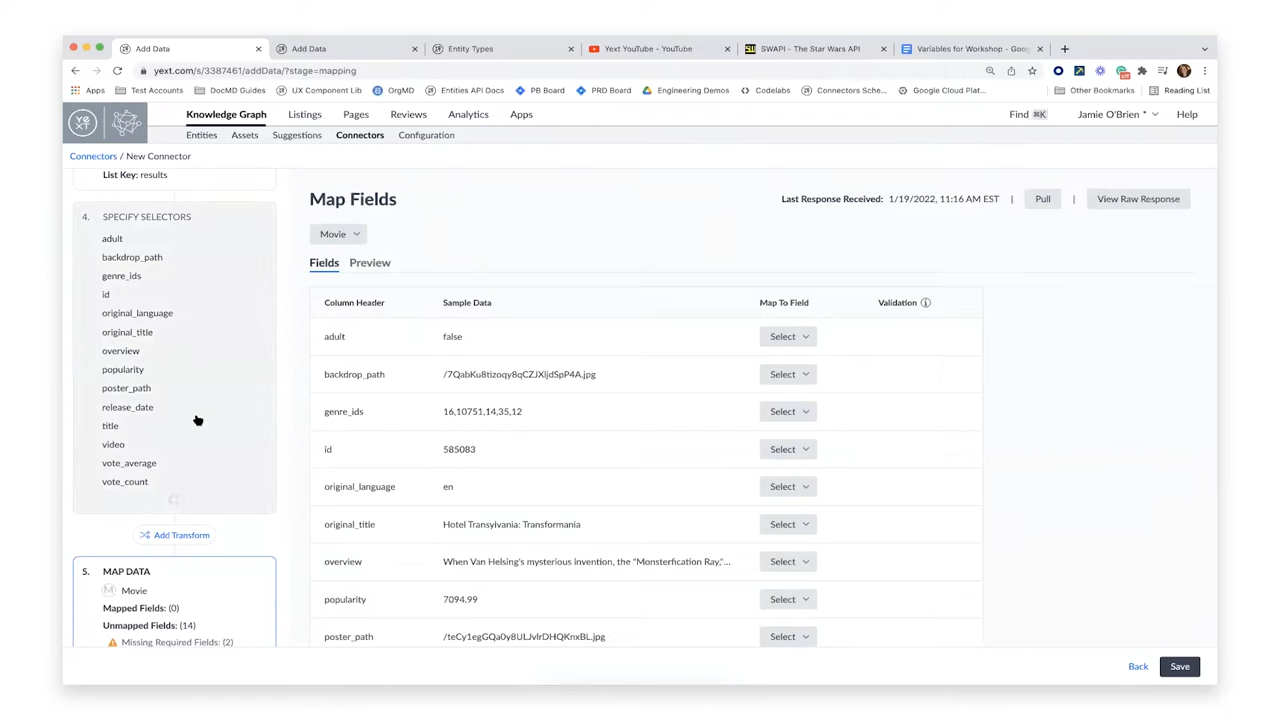 Add Data
Add Data
Entity Types
Yext YouTube - YouTube
SWAPI - The Star Wars API
Variables for Workshop - Goog
yext.com/s/3387461/addData/?stage=mapping
Apps
Test Accounts
DocMD Guides
UX Component Lib
OrgMD
Entities API Docs
PB Board
PRD Board
Engineering Demos
Codelabs
Connectors Sche...
Google Cloud Plat...
Other Bookmarks
Reading List
yext
Knowledge Graph
Listings
Pages
Reviews
Analytics
Apps
Find ⌘K
Jamie O'Brien *
Help
Entities
Assets
Suggestions
Connectors
Configuration
Connectors / New Connector
List Key: results
4. SPECIFY SELECTORS
adult
backdrop_path
genre_ids
id
original_language
original_title
overview
popularity
poster_path
release_date
title
video
vote_average
vote_count
Add Transform
5. MAP DATA
M Movie
Mapped Fields: (0)
Unmapped Fields: (14)
Missing Required Fields: (2)
Map Fields
Last Response Received: 1/19/2022, 11:16 AM EST | Pull | View Raw Response
Movie
Fields Preview
Column Header Sample Data Map To Field Validation
adult false Select
backdrop_path /7QabKu8tizoqy8qCZJXljdSpP4A.jpg Select
genre_ids 16,10751,14,35,12 Select
id 585083 Select
original_language en Select
original_title Hotel Transylvania: Transformania Select
overview When Van Helsing's mysterious invention, the "Monsterfication Ray,"... Select
popularity 7094.99 Select
poster_path /teCy1egGQa0y8ULJvlrDHQKnxBL.jpg Select
Back Save